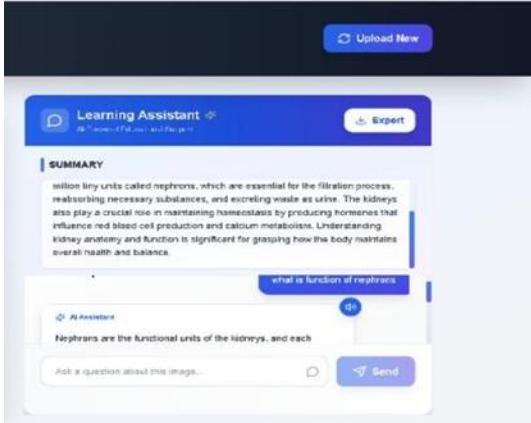 Upload New
Learning Assistant
AI-Powered
Export
SUMMARY
million tiny units called nephrons, which are essential for the filtration process,
reabsorbing necessary substances, and excreting waste as urine. The kidneys
also play a crucial role in maintaining homeostasis by producing hormones that
influence red blood cell production and calcium metabolism. Understanding
kidney anatomy and function is significant for grasping how the body maintains
overall health and balance.
what is function of nephrons
AI Assistant
Nephrons are the functional units of the kidneys, and each
Ask a question about this image...
Send